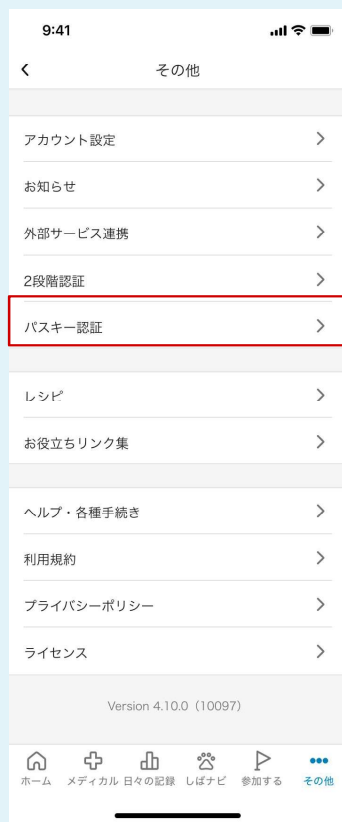 9:41
その他
アカウント設定
お知らせ
外部サービス連携
2段階認証
パスキー認証
レシピ
お役立ちリンク集
ヘルプ・各種手続き
利用規約
プライバシーポリシー
ライセンス
Version 4.10.0（10097）
ホーム メディカル 日々の記録 しばナビ 参加する その他